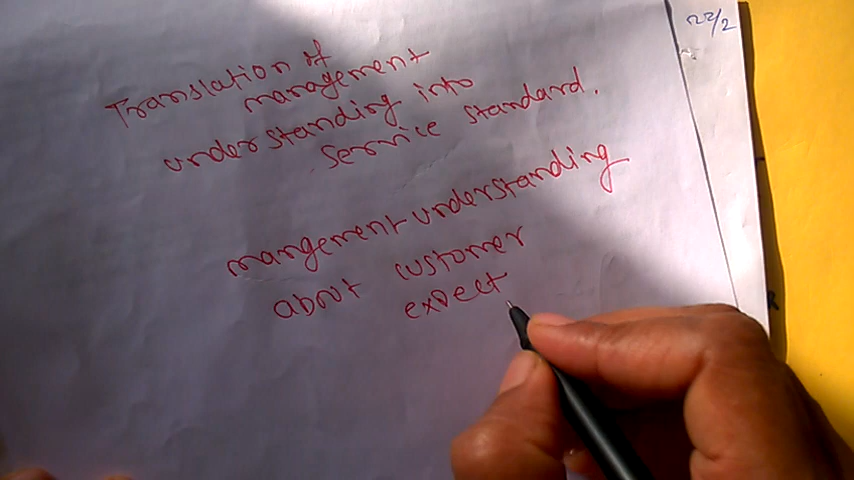 Translation of
management
understanding into
service standard.
mangement understanding
about customer
expect
22/2